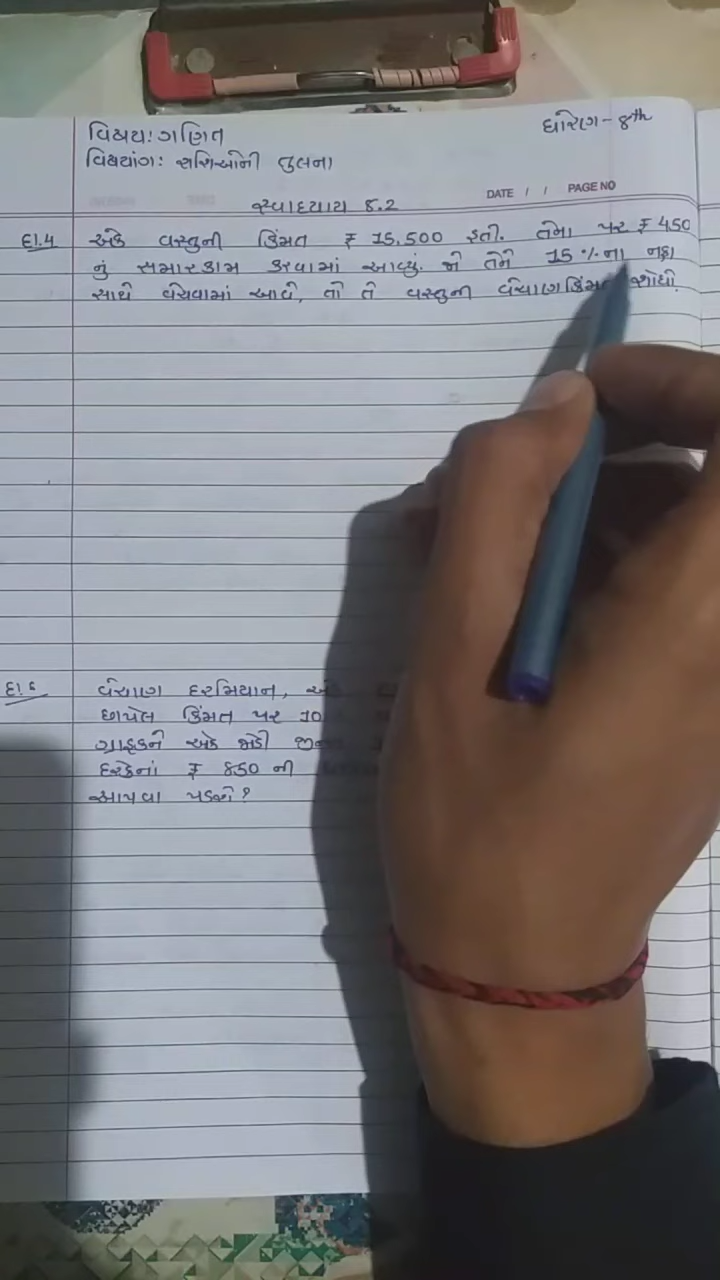 વિષય: ગણિત
ધોરણ - 8th
વિષયાંગ: રાશિઓની તુલના
DATE / / PAGE NO
સ્વાધ્યાય 8.2
દા.4 એક વસ્તુની કિંમત ₹ 15,500 હતી. તેના પર ₹ 450
નું સમારકામ કરવામાં આવ્યું. જો તેને 15 % ના નફા
સાથે વેચવામાં આવે, તો તે વસ્તુની વેચાણકિંમત શોધો.
દા.6 વેચાણ દરમિયાન,
છાપેલ કિંમત પર 10
ગ્રાહકને એક જોડી જીન્સ
દરેકનાં ₹ 850 ની
આપવા પડશે?